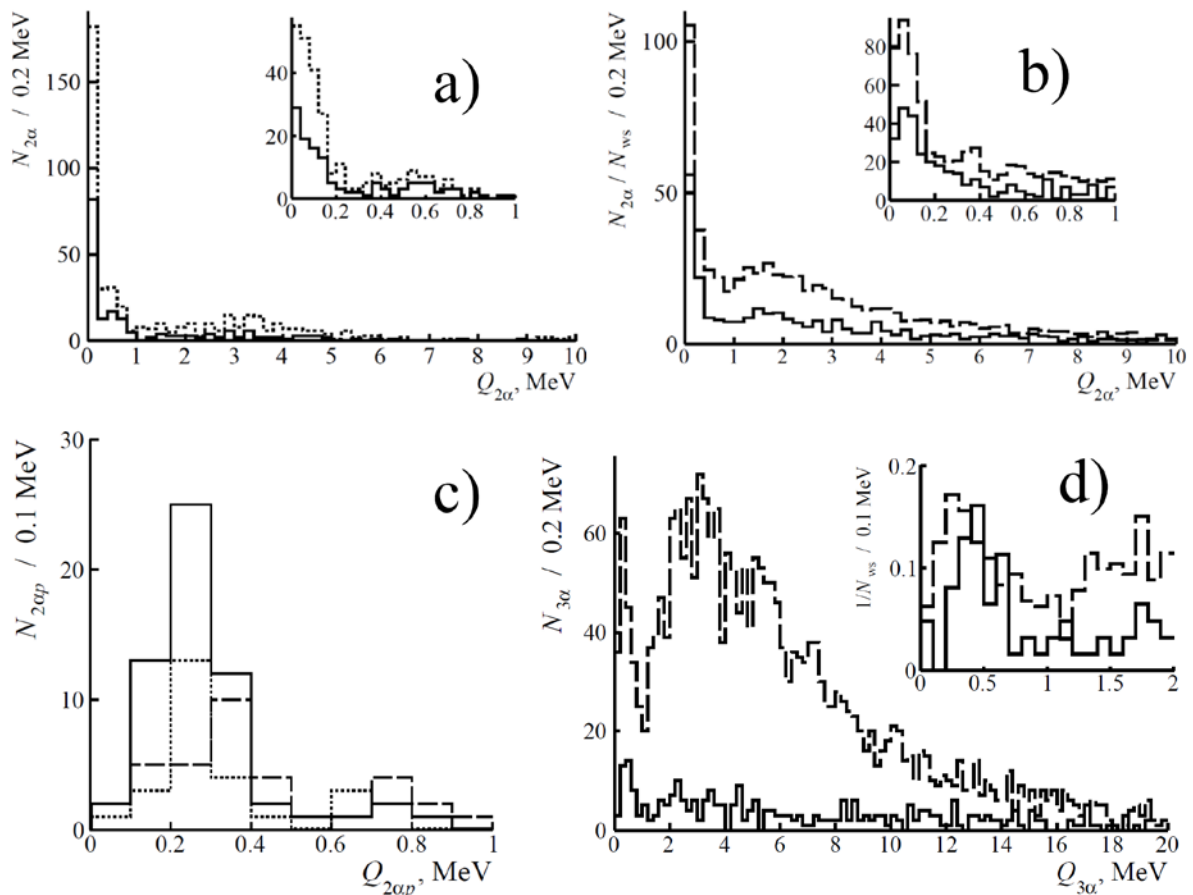 a)
N2α / 0.2 MeV
150
100
50
0
0 1 2 3 4 5 6 7 8 9 10
Q2α, MeV
40
20
0
0 0.2 0.4 0.6 0.8 1
b)
N2α / Nws / 0.2 MeV
100
50
0
0 1 2 3 4 5 6 7 8 9 10
Q2α, MeV
80
60
40
20
0
0 0.2 0.4 0.6 0.8 1
c)
N2αp / 0.1 MeV
30
20
10
0
0 0.2 0.4 0.6 0.8 1
Q2αp, MeV
d)
N3α / 0.2 MeV
60
40
20
0
0 2 4 6 8 10 12 14 16 18 20
Q3α, MeV
1/Nws / 0.1 MeV
0.2
0.1
0
0 0.5 1 1.5 2